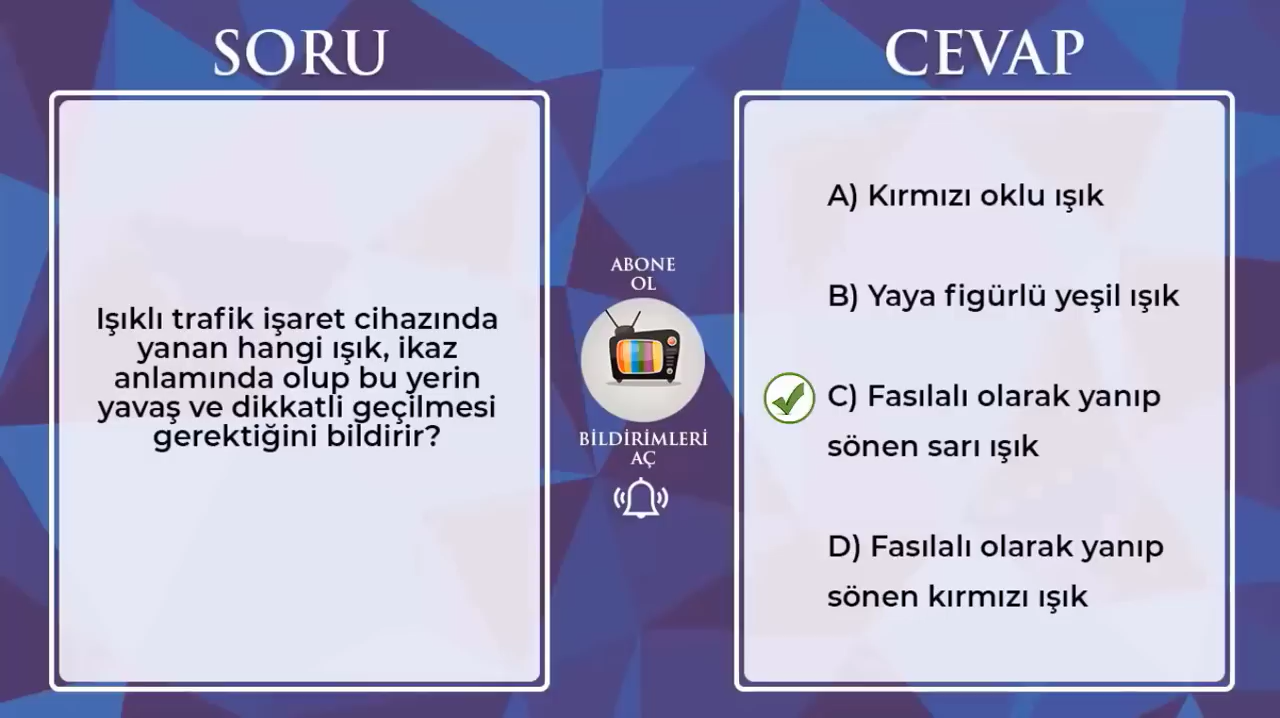 SORU
Işıklı trafik işaret cihazında
yanan hangi ışık, ikaz
anlamında olup bu yerin
yavaş ve dikkatli geçilmesi
gerektiğini bildirir?
ABONE
OL
BİLDİRİMLERİ
AÇ
CEVAP
A) Kırmızı oklu ışık
B) Yaya figürlü yeşil ışık
C) Fasılalı olarak yanıp
sönen sarı ışık
D) Fasılalı olarak yanıp
sönen kırmızı ışık